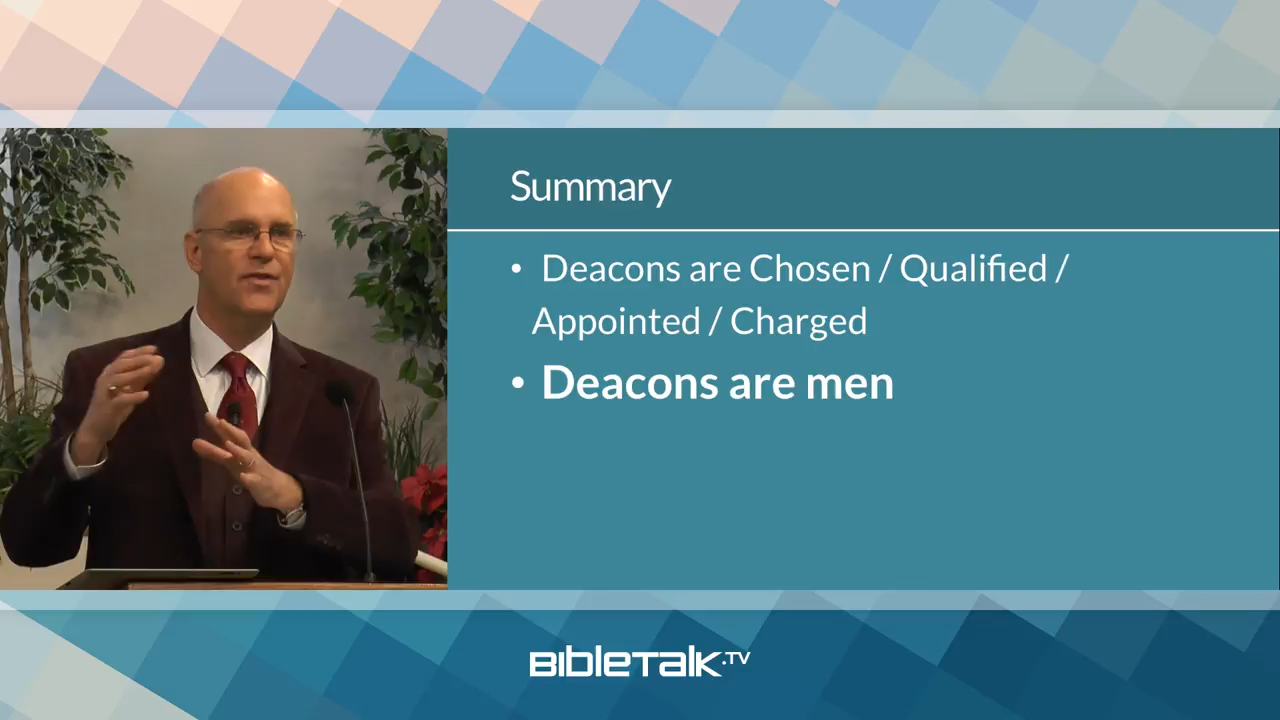 Summary
• Deacons are Chosen / Qualified /
Appointed / Charged
• Deacons are men
BibleTalk.TV